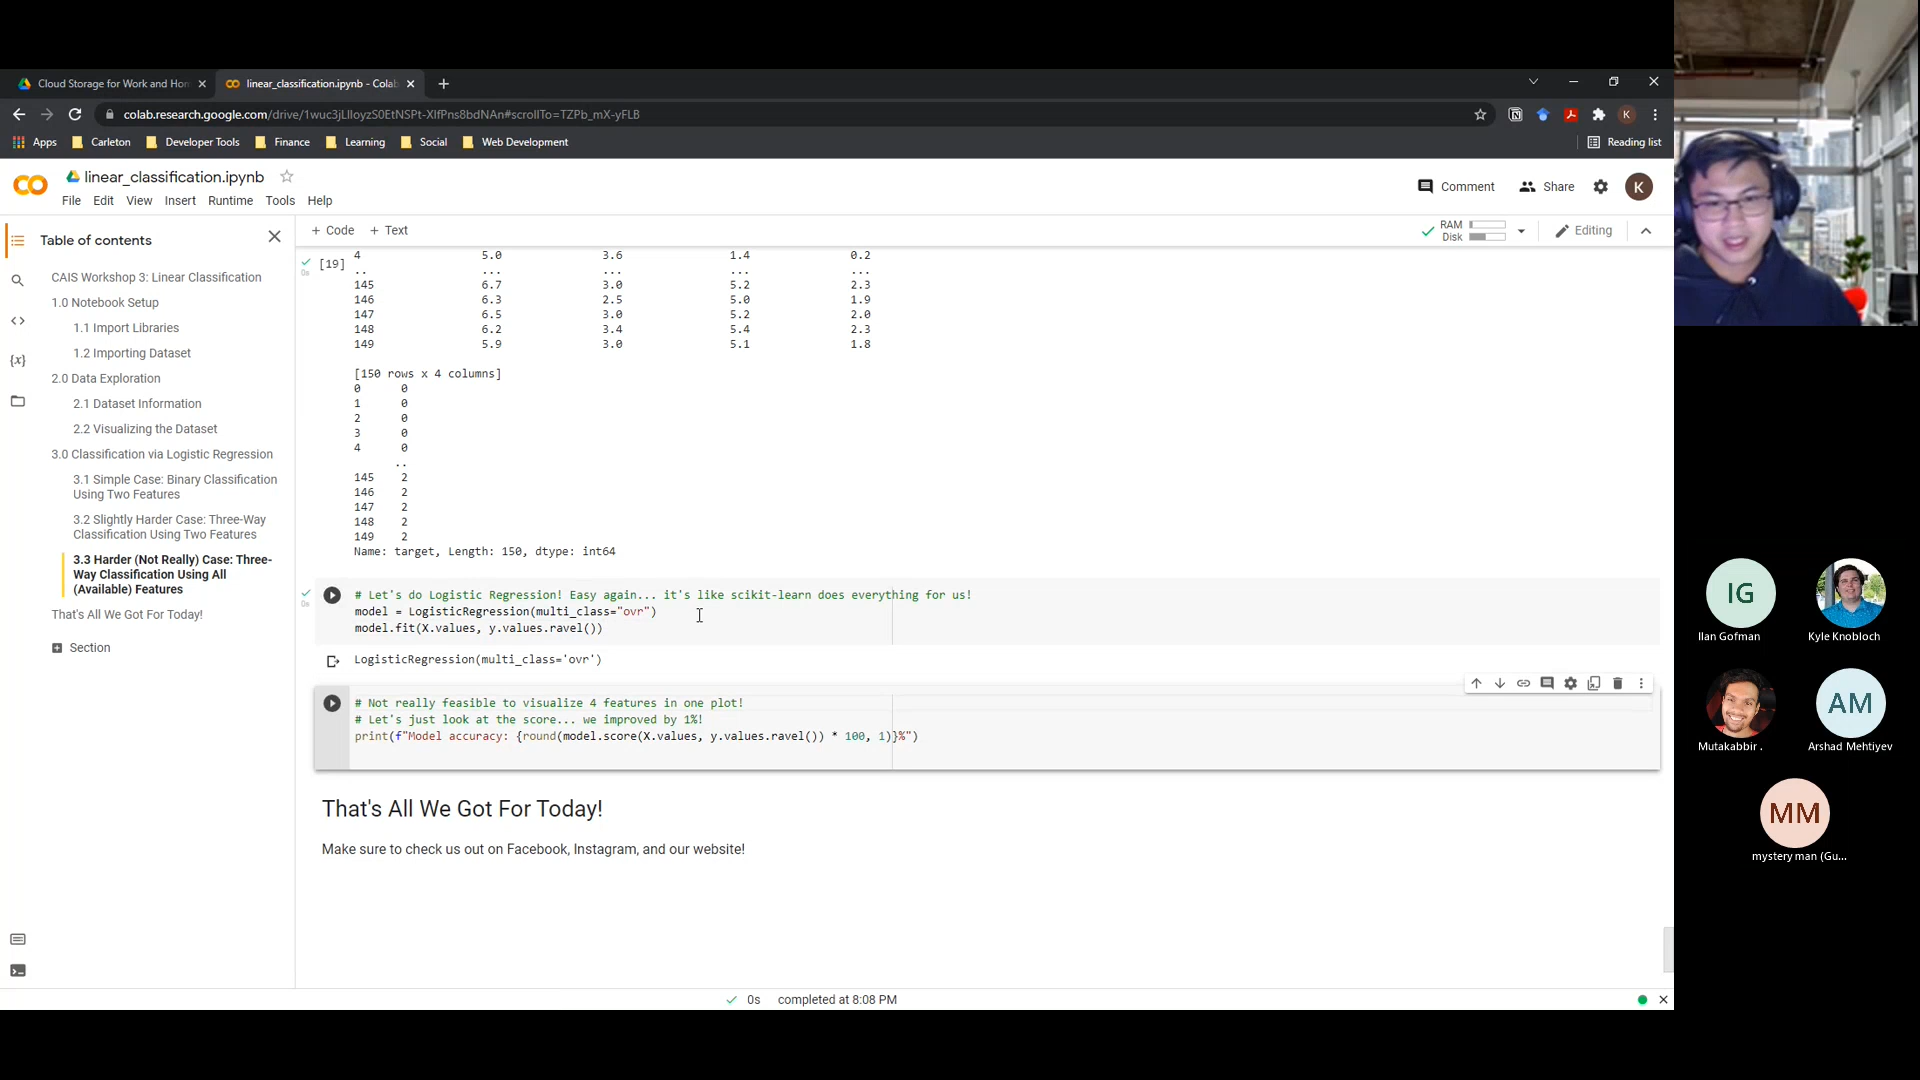 Cloud Storage for Work and Hom
linear_classification.ipynb - Colab
colab.research.google.com/drive/1wuc3jLIIoyzS0EtNSPt-XIfPns8bdNAn#scrollTo=TZPb_mX-yFLB
Apps Carleton Developer Tools Finance Learning Social Web Development Reading list
linear_classification.ipynb
Comment Share K
File Edit View Insert Runtime Tools Help
Table of contents
+ Code + Text
RAM
Disk
Editing
CAIS Workshop 3: Linear Classification
1.0 Notebook Setup
1.1 Import Libraries
1.2 Importing Dataset
2.0 Data Exploration
2.1 Dataset Information
2.2 Visualizing the Dataset
3.0 Classification via Logistic Regression
3.1 Simple Case: Binary Classification
Using Two Features
3.2 Slightly Harder Case: Three-Way
Classification Using Two Features
3.3 Harder (Not Really) Case: Three-
Way Classification Using All
(Available) Features
That's All We Got For Today!
Section
0s
[19]
4 5.0 3.6 1.4 0.2
.. ... ... ... ...
145 6.7 3.0 5.2 2.3
146 6.3 2.5 5.0 1.9
147 6.5 3.0 5.2 2.0
148 6.2 3.4 5.4 2.3
149 5.9 3.0 5.1 1.8
[150 rows x 4 columns]
0 0
1 0
2 0
3 0
4 0
..
145 2
146 2
147 2
148 2
149 2
Name: target, Length: 150, dtype: int64
0s
# Let's do Logistic Regression! Easy again... it's like scikit-learn does everything for us!
model = LogisticRegression(multi_class="ovr")
model.fit(X.values, y.values.ravel())
LogisticRegression(multi_class='ovr')
# Not really feasible to visualize 4 features in one plot!
# Let's just look at the score... we improved by 1%!
print(f"Model accuracy: {round(model.score(X.values, y.values.ravel()) * 100, 1)}%")
That's All We Got For Today!
Make sure to check us out on Facebook, Instagram, and our website!
0s completed at 8:08 PM
IG
Ilan Gofman
Kyle Knobloch
Mutakabbir .
AM
Arshad Mehtiyev
MM
mystery man (Gu...